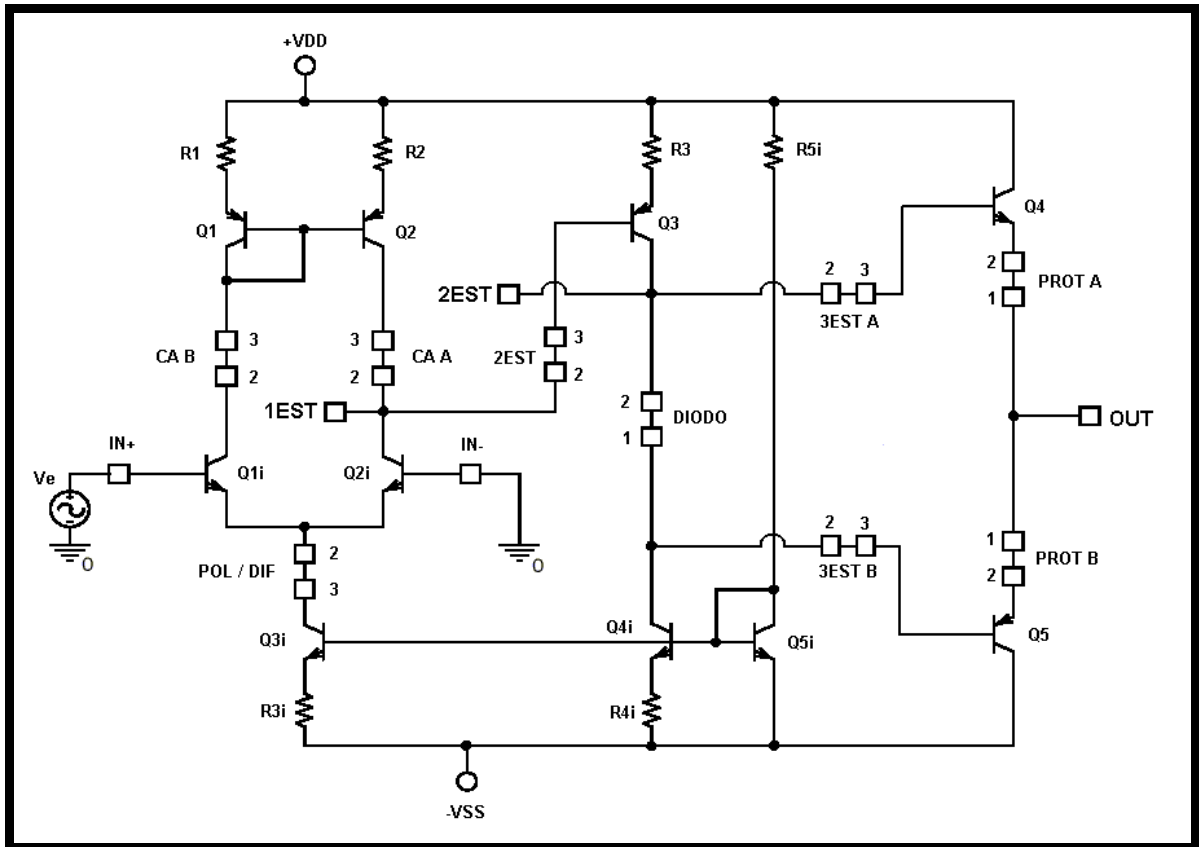 +VDD
R1
R2
R3
R5i
Q1
Q2
Q3
Q4
2
PROT A
1
2EST
2 3
3EST A
CA B
3
2
3
2
CA A
2EST
3
2
1EST
2
1
DIODO
OUT
IN+
IN-
Ve
Q1i
Q2i
0
0
2
3
POL / DIF
2 3
3EST B
1
2
PROT B
Q3i
Q4i
Q5i
Q5
R3i
R4i
-VSS